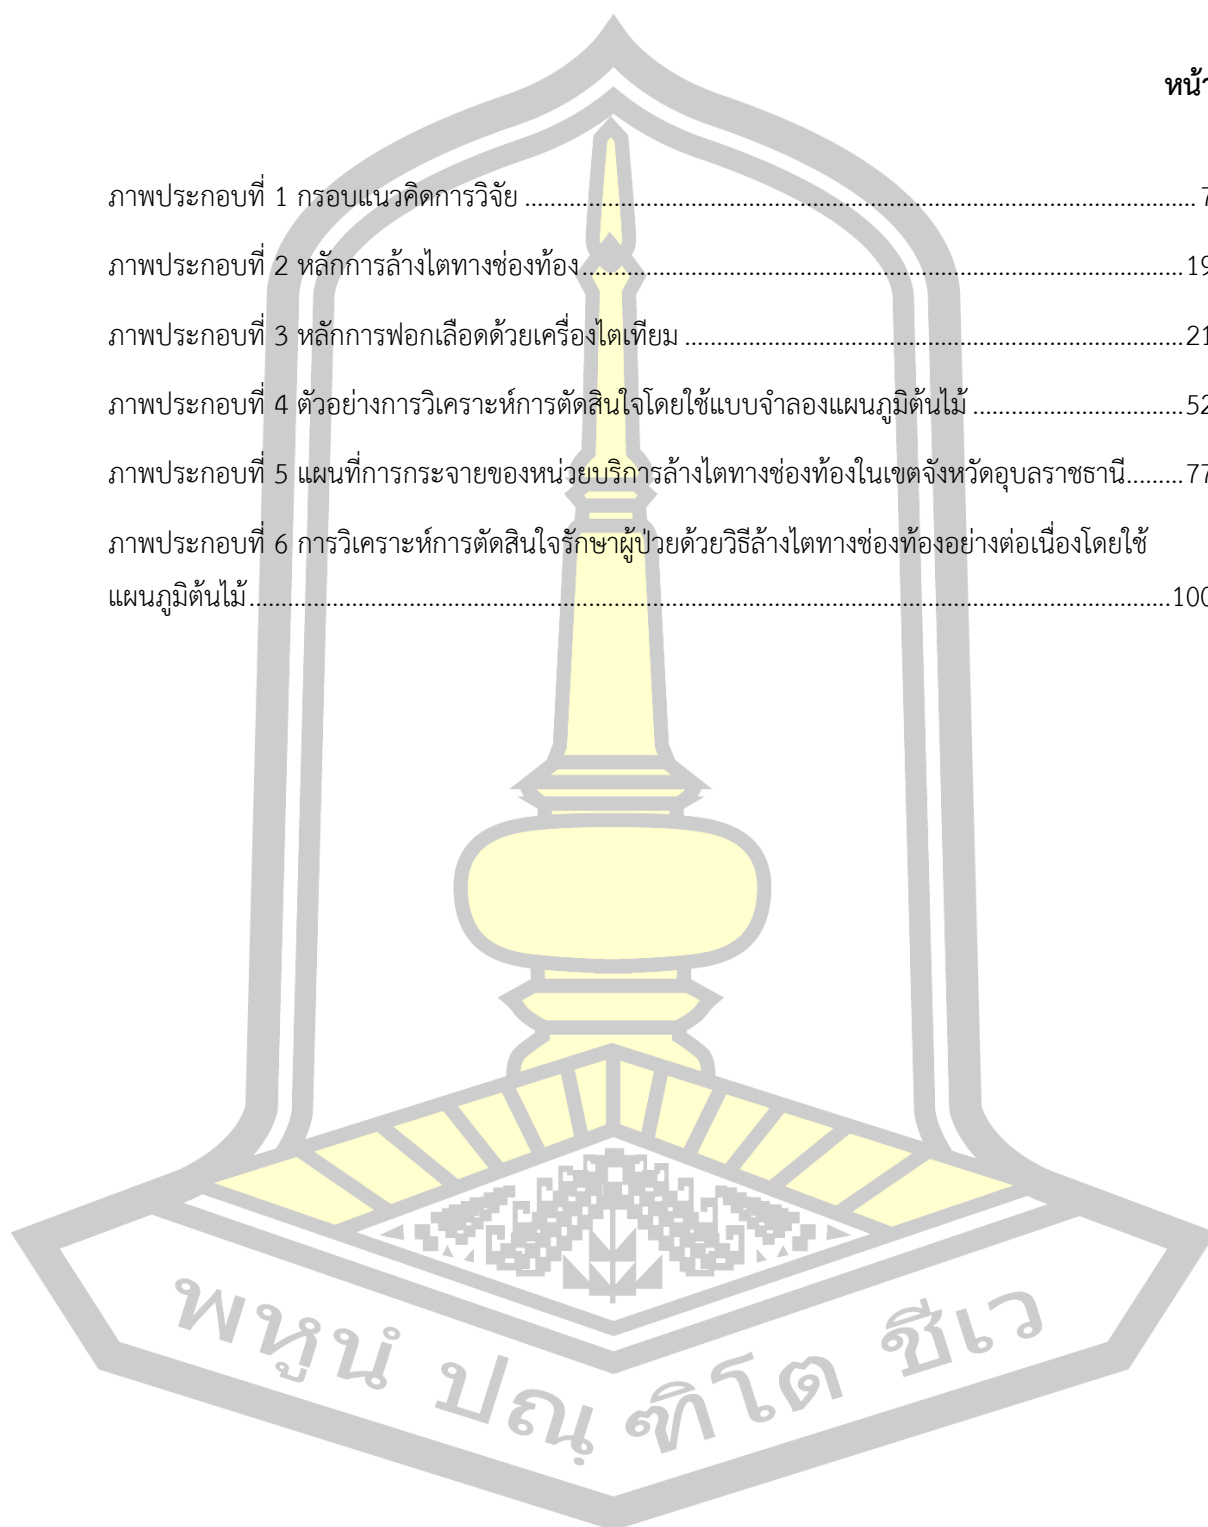 หน้า
ภาพประกอบที่ 1 กรอบแนวคิดการวิจัย ........................................................................................ 7
ภาพประกอบที่ 2 หลักการล้างไตทางช่องท้อง ................................................................................ 19
ภาพประกอบที่ 3 หลักการฟอกเลือดด้วยเครื่องไตเทียม .................................................................. 21
ภาพประกอบที่ 4 ตัวอย่างการวิเคราะห์การตัดสินใจโดยใช้แบบจำลองแผนภูมิต้นไม้ ........................... 52
ภาพประกอบที่ 5 แผนที่การกระจายของหน่วยบริการล้างไตทางช่องท้องในเขตจังหวัดอุบลราชธานี......... 77
ภาพประกอบที่ 6 การวิเคราะห์การตัดสินใจรักษาผู้ป่วยด้วยวิธีล้างไตทางช่องท้องอย่างต่อเนื่องโดยใช้
แผนภูมิต้นไม้ ......................................................................................................................... 100
พหูนํ ปณฺฑิโต ชีเว